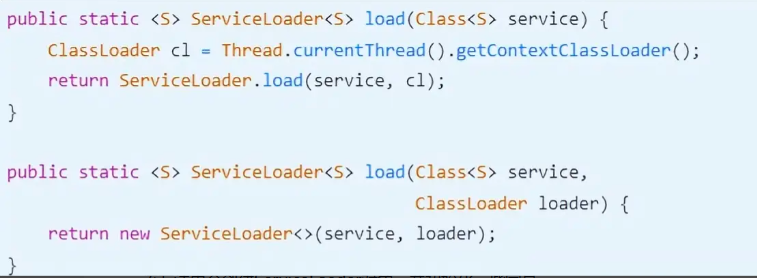 public static <S> ServiceLoader<S> load(Class<S> service) {
    ClassLoader cl = Thread.currentThread().getContextClassLoader();
    return ServiceLoader.load(service, cl);
}

public static <S> ServiceLoader<S> load(Class<S> service,
                                        ClassLoader loader) {
    return new ServiceLoader<>(service, loader);
}